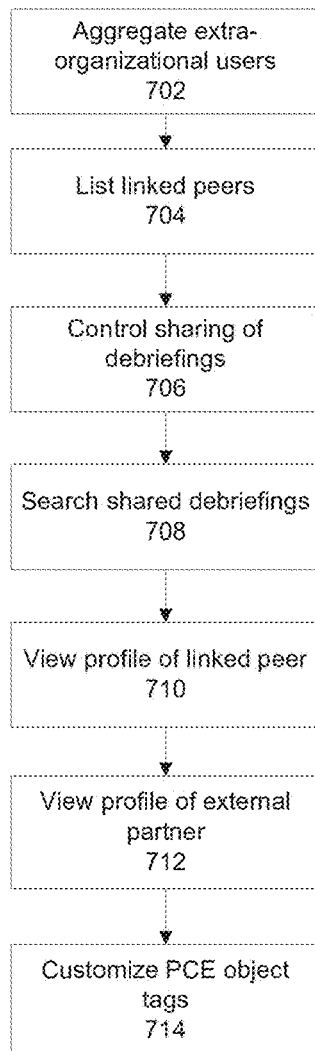 Aggregate extra-
organizational users
702
List linked peers
704
Control sharing of
debriefings
706
Search shared debriefings
708
View profile of linked peer
710
View profile of external
partner
712
Customize PCE object
tags
714